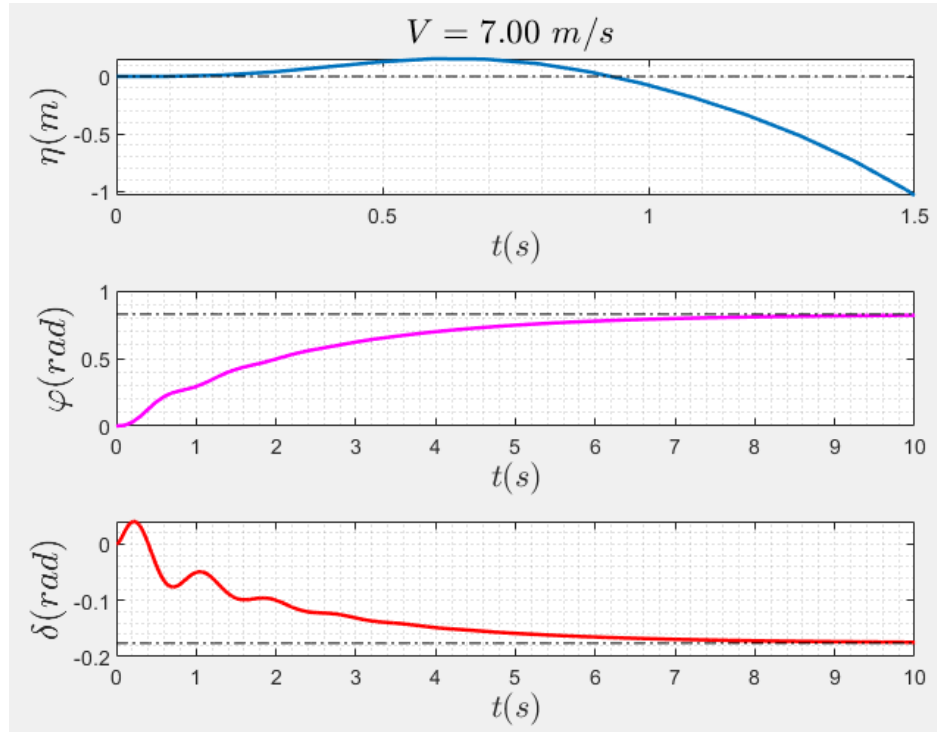 V = 7.00 m/s
η(m)
0
-0.5
-1
0 0.5 1 1.5
t(s)
φ(rad)
1
0.5
0
0 1 2 3 4 5 6 7 8 9 10
t(s)
δ(rad)
0
-0.1
-0.2
0 1 2 3 4 5 6 7 8 9 10
t(s)